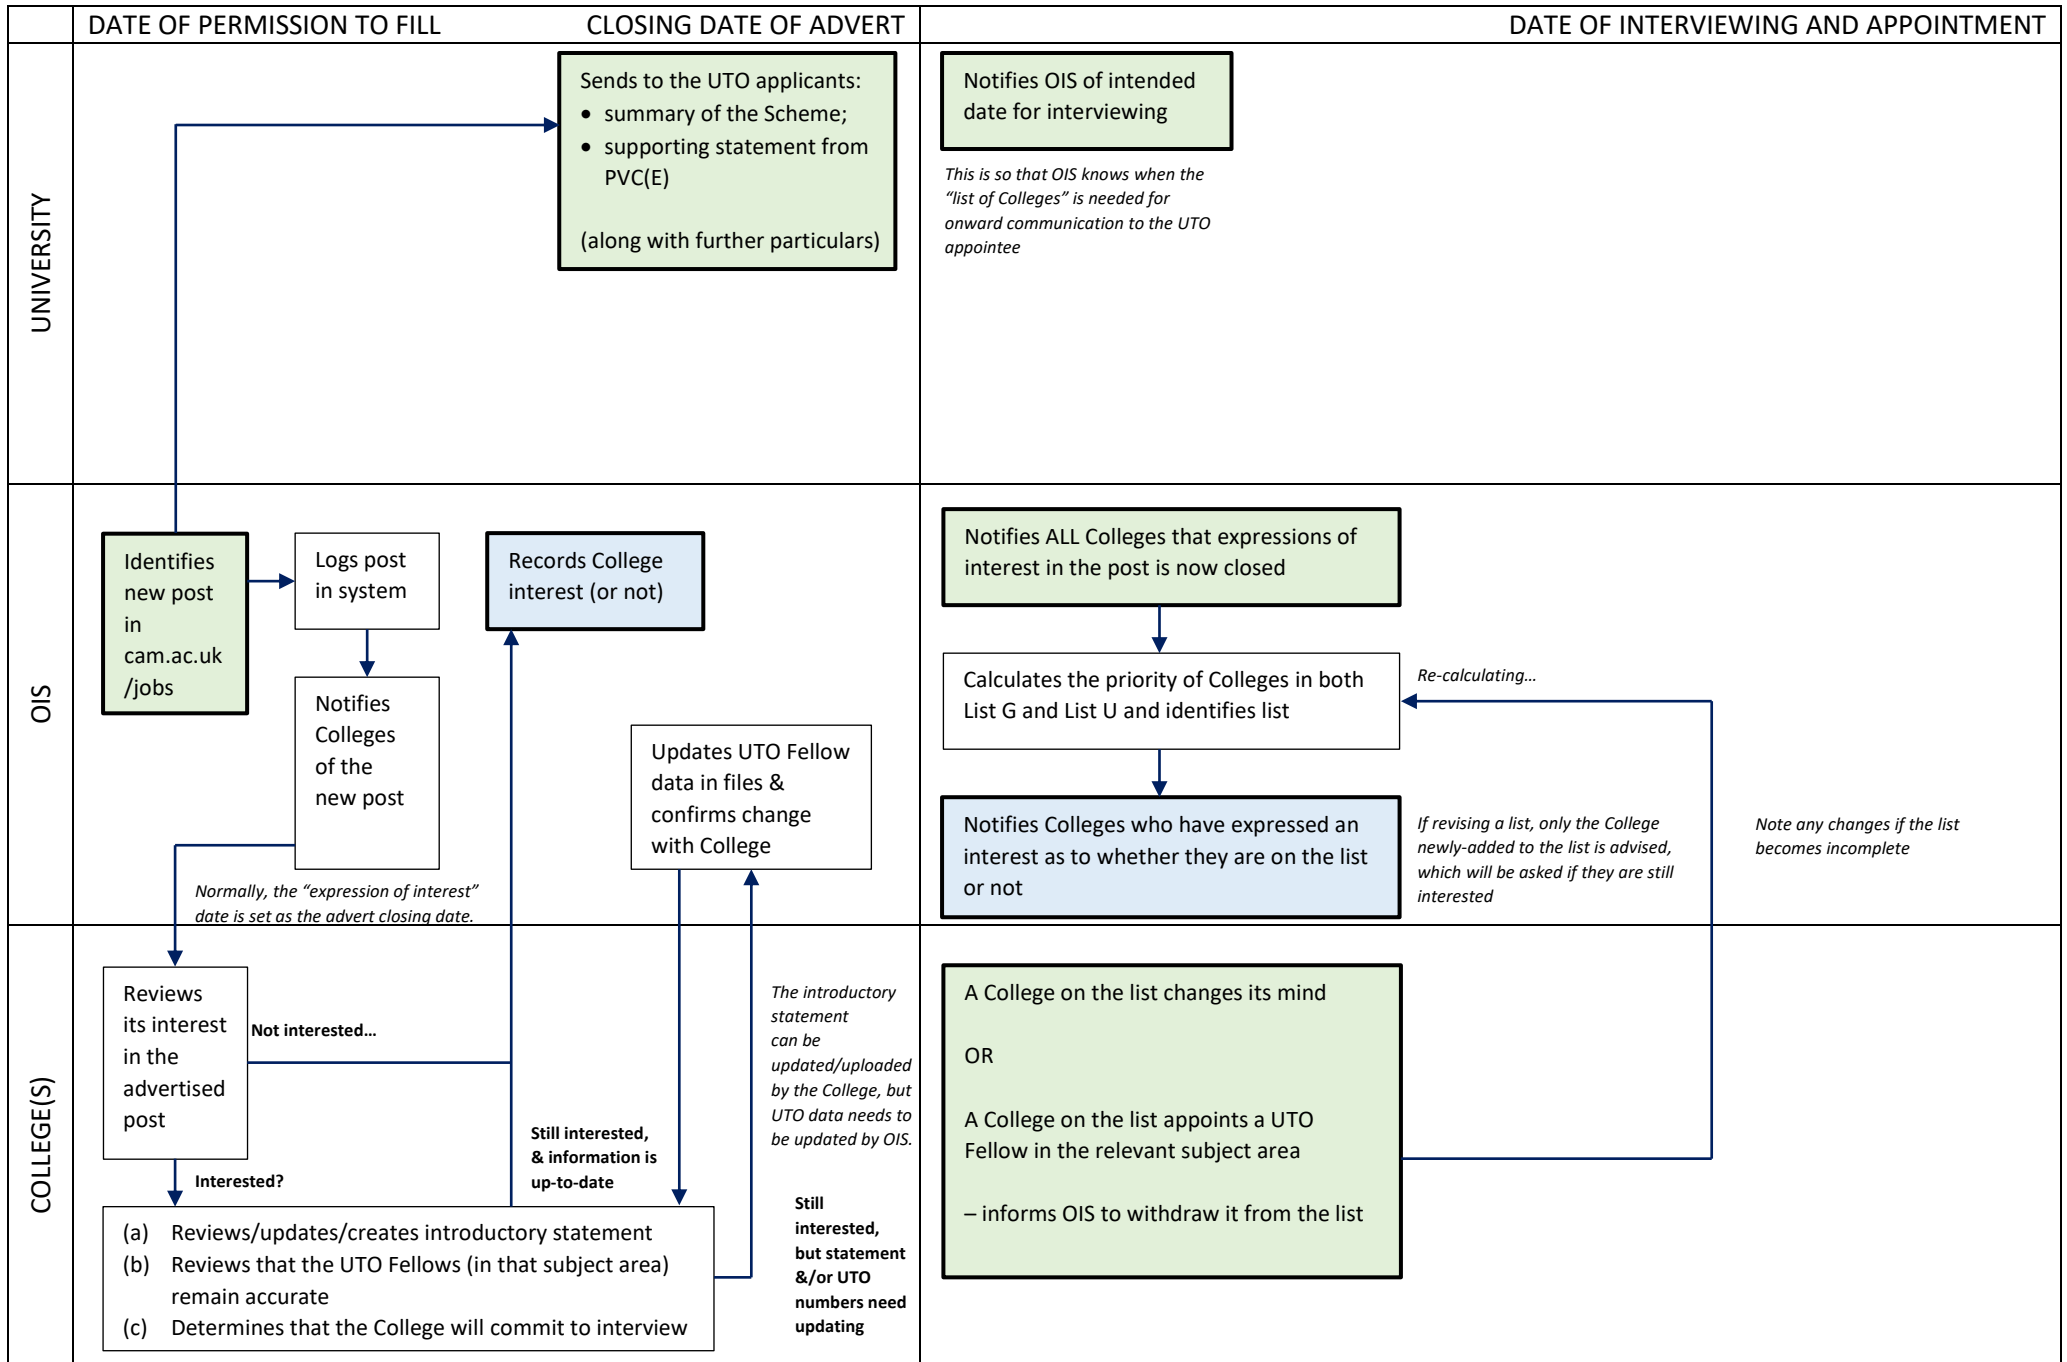 DATE OF PERMISSION TO FILL
CLOSING DATE OF ADVERT
DATE OF INTERVIEWING AND APPOINTMENT
UNIVERSITY
Sends to the UTO applicants:
• summary of the Scheme;
• supporting statement from
PVC(E)
(along with further particulars)
Notifies OIS of intended
date for interviewing
This is so that OIS knows when the
“list of Colleges” is needed for
onward communication to the UTO
appointee
OIS
Identifies
new post
in
cam.ac.uk
/jobs
Logs post
in system
Notifies
Colleges
of the
new post
Normally, the “expression of interest”
date is set as the advert closing date.
Records College
interest (or not)
Updates UTO Fellow
data in files &
confirms change
with College
Notifies ALL Colleges that expressions of
interest in the post is now closed
Calculates the priority of Colleges in both
List G and List U and identifies list
Re-calculating…
Notifies Colleges who have expressed an
interest as to whether they are on the list
or not
If revising a list, only the College
newly-added to the list is advised,
which will be asked if they are still
interested
Note any changes if the list
becomes incomplete
COLLEGE(S)
Reviews
its interest
in the
advertised
post
Not interested…
Interested?
Still interested,
& information is
up-to-date
The introductory
statement
can be
updated/uploaded
by the College, but
UTO data needs to
be updated by OIS.
Still
interested,
but statement
&/or UTO
numbers need
updating
(a) Reviews/updates/creates introductory statement
(b) Reviews that the UTO Fellows (in that subject area)
remain accurate
(c) Determines that the College will commit to interview
A College on the list changes its mind
OR
A College on the list appoints a UTO
Fellow in the relevant subject area
– informs OIS to withdraw it from the list